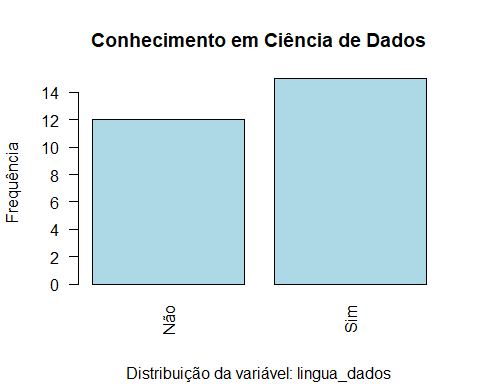 Conhecimento em Ciência de Dados
Frequência
14
12
10
8
6
4
2
0
Não
Sim
Distribuição da variável: lingua_dados